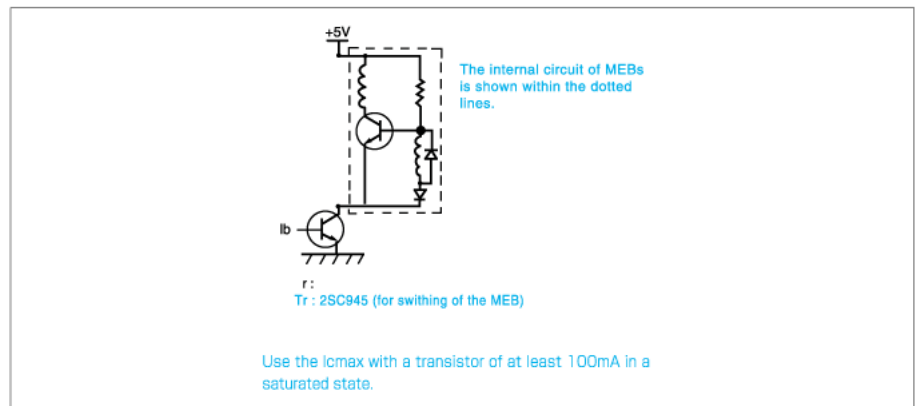 +5V
The internal circuit of MEBs
is shown within the dotted
lines.
Ib
r :
Tr : 2SC945 (for swithing of the MEB)
Use the Icmax with a transistor of at least 100mA in a
saturated state.